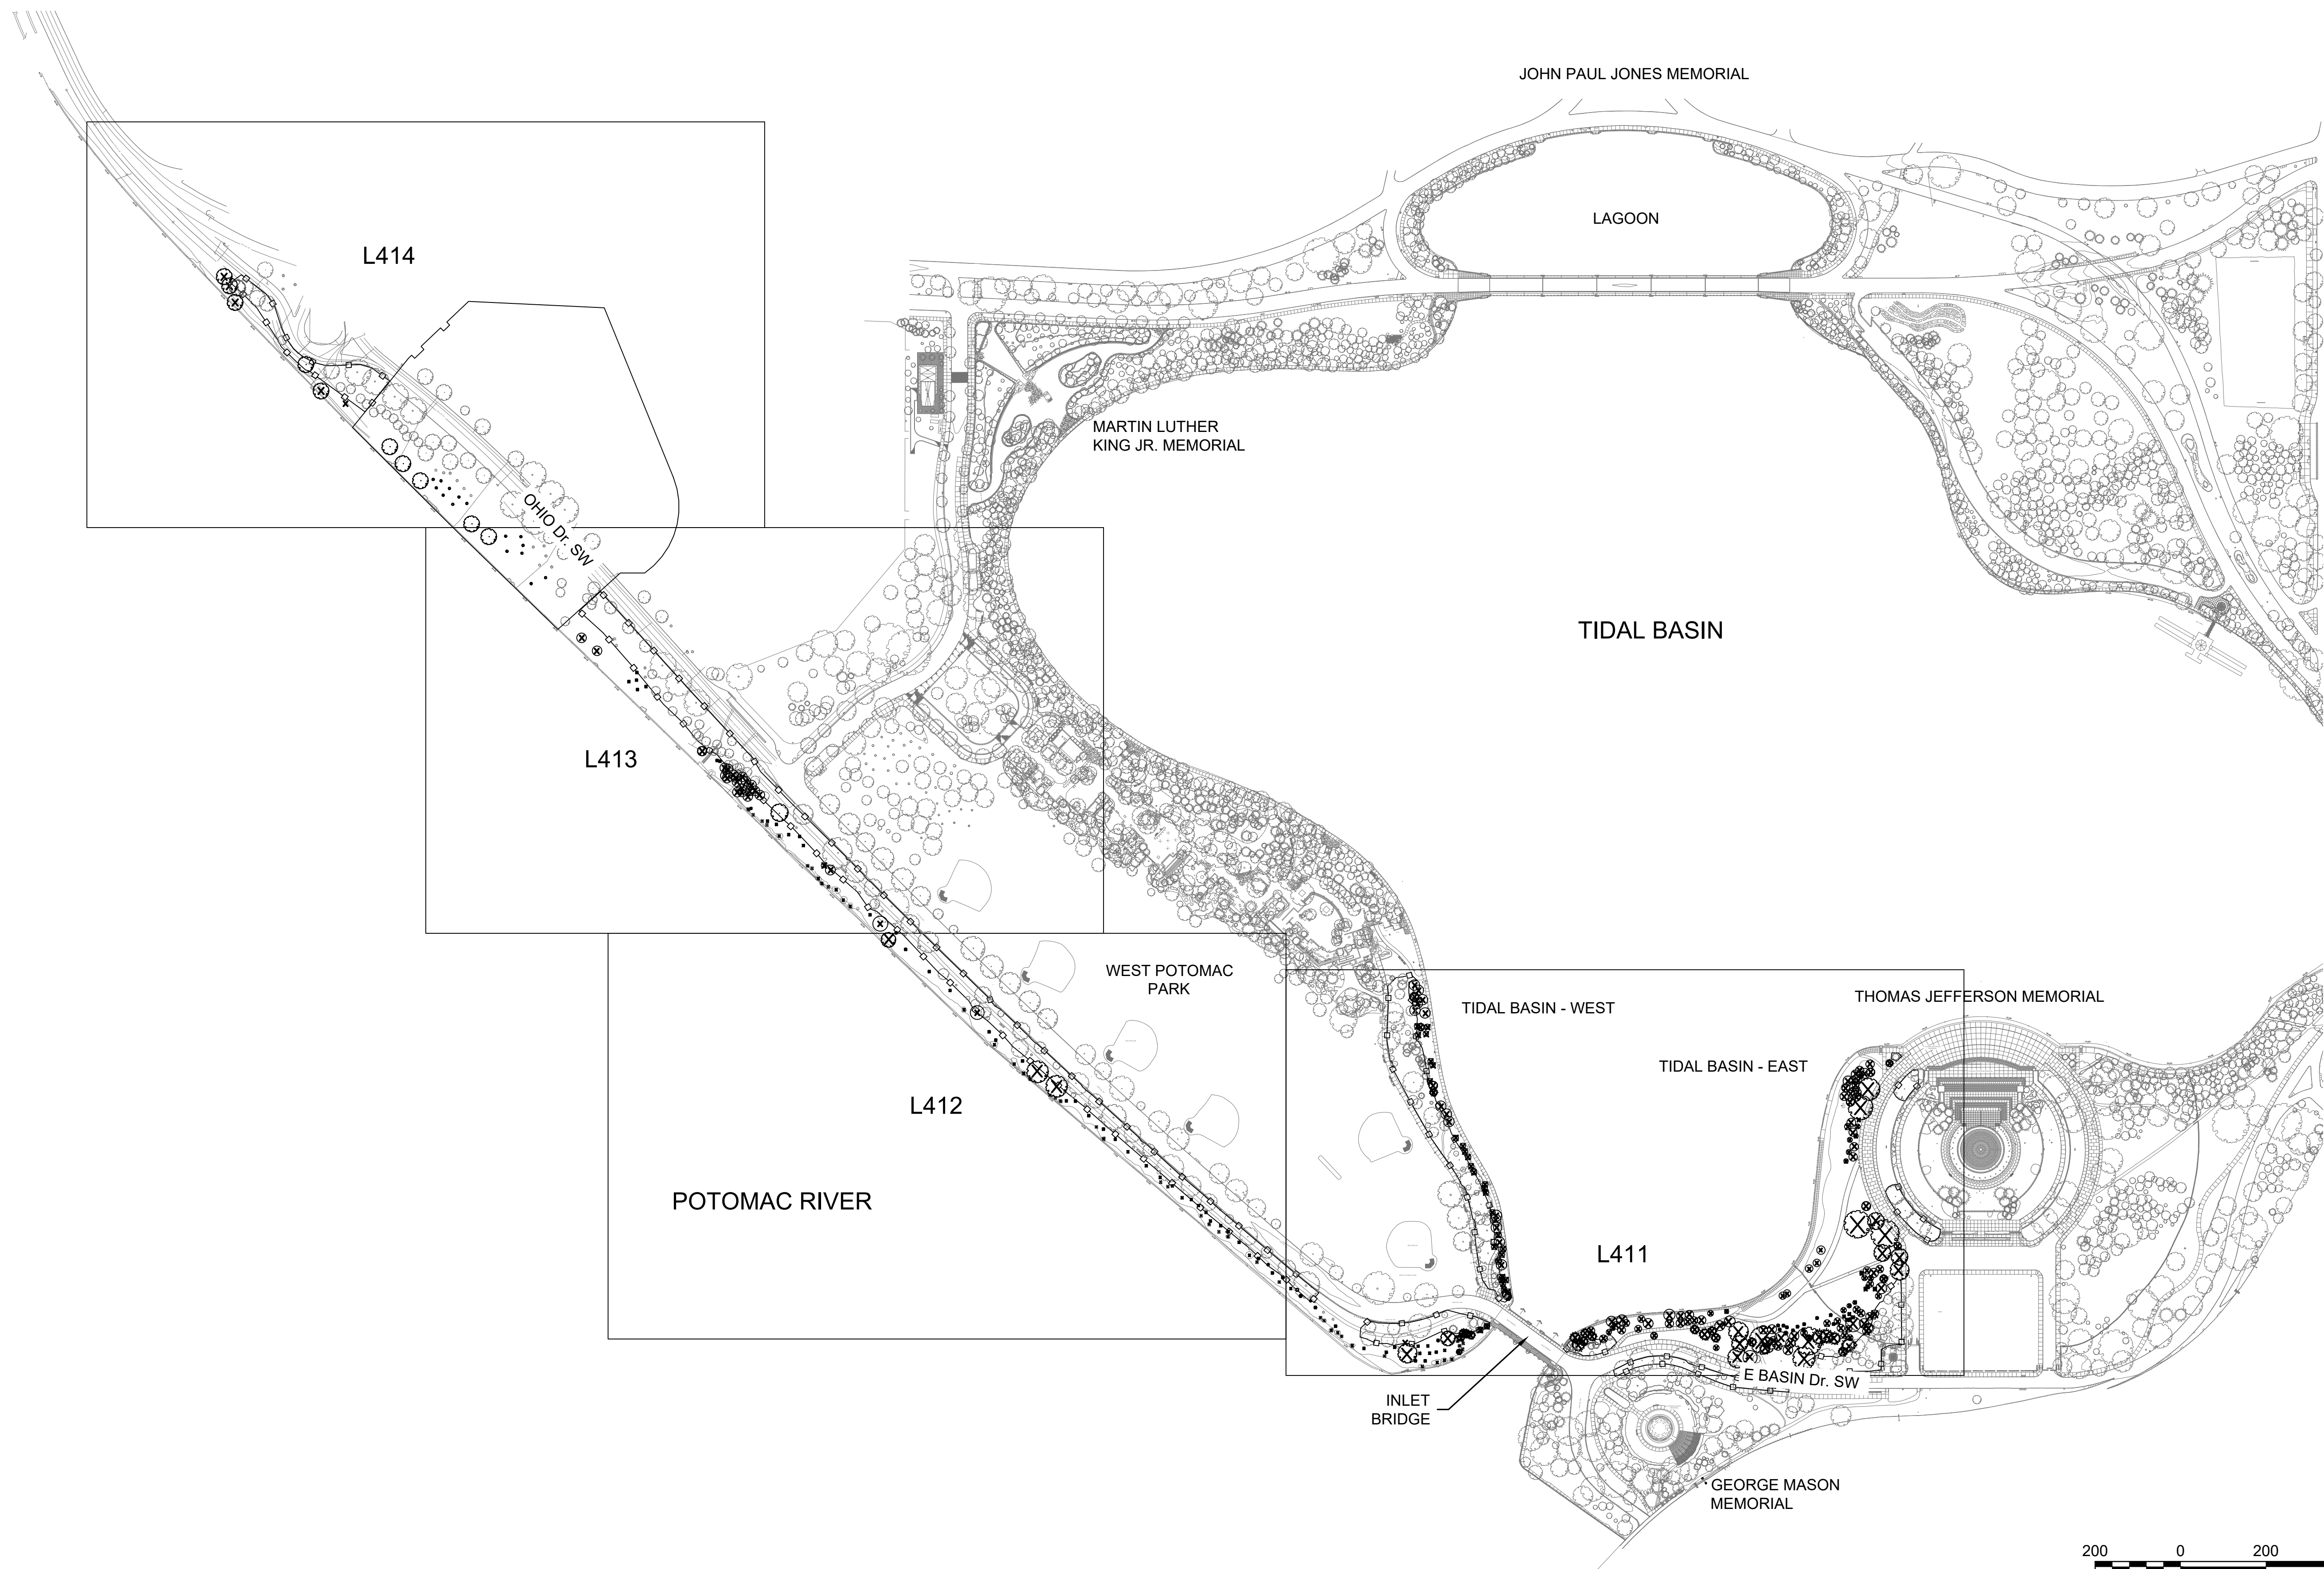 JOHN PAUL JONES MEMORIAL
LAGOON
L414
MARTIN LUTHER
KING JR. MEMORIAL
OHIO Dr. SW
TIDAL BASIN
L413
WEST POTOMAC
PARK
TIDAL BASIN - WEST
THOMAS JEFFERSON MEMORIAL
TIDAL BASIN - EAST
L412
POTOMAC RIVER
L411
E BASIN Dr. SW
INLET
BRIDGE
GEORGE MASON
MEMORIAL
200 0 200